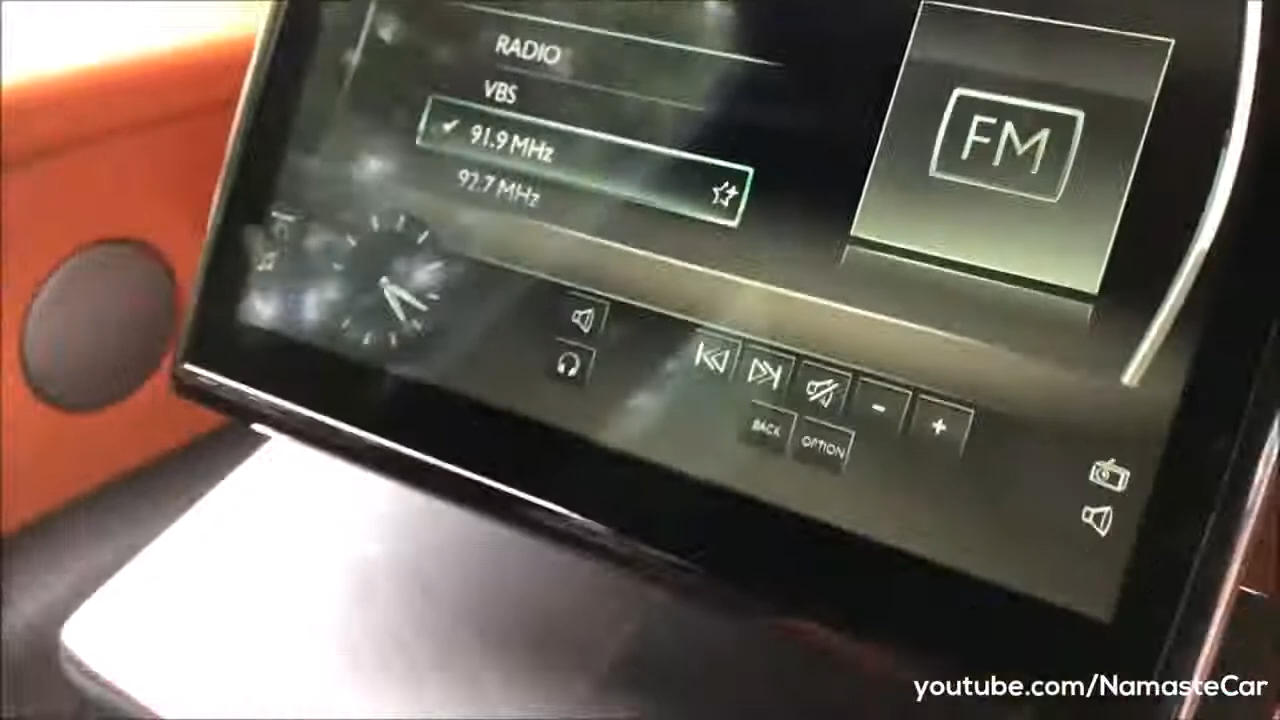 RADIO
VBS
91.9 MHz
92.7 MHz
FM
-
+
BACK
OPTION
youtube.com/NamasteCar